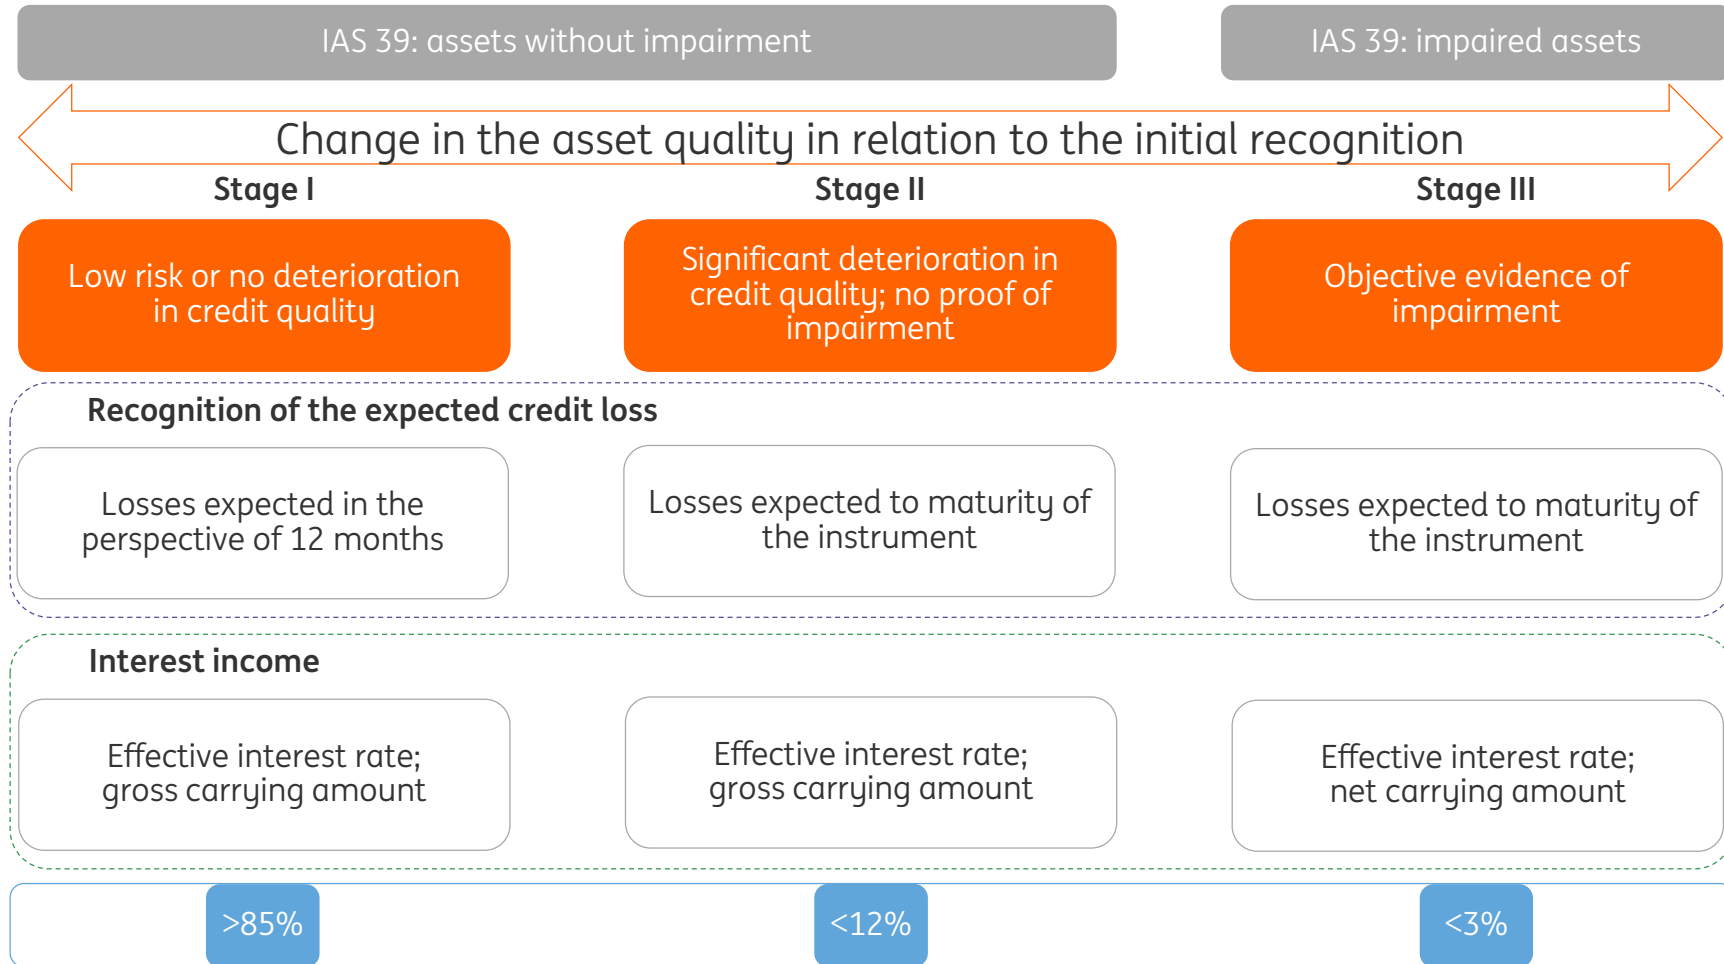 IAS 39: assets without impairment
IAS 39: impaired assets
Change in the asset quality in relation to the initial recognition
Stage I
Stage II
Stage III
Low risk or no deterioration
in credit quality
Significant deterioration in
credit quality; no proof of
impairment
Objective evidence of
impairment
Recognition of the expected credit loss
Losses expected in the
perspective of 12 months
Losses expected to maturity of
the instrument
Losses expected to maturity of
the instrument
Interest income
Effective interest rate;
gross carrying amount
Effective interest rate;
gross carrying amount
Effective interest rate;
net carrying amount
>85%
<12%
<3%